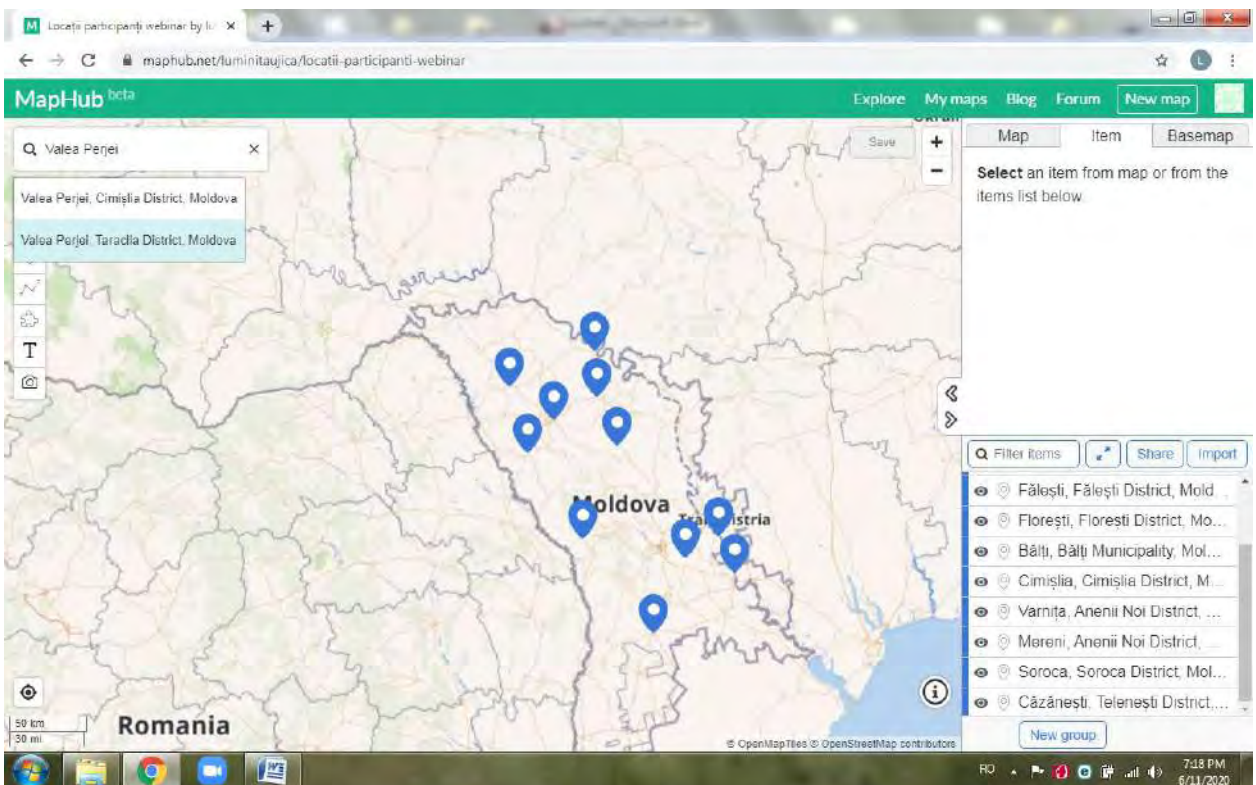 Locații participanți webinar by lu
maphub.net/luminitaujica/locatii-participanti-webinar
L
MapHub beta
Explore My maps Blog Forum New map
Valea Perjei
Save
Map Item Basemap
Select an item from map or from the
items list below
Valea Perjei, Cimișlia District, Moldova
Valea Perjei, Taraclia District, Moldova
T
Filter items Share Import
Fălești, Fălești District, Mold...
Florești, Florești District, Mo...
Bălți, Bălți Municipality, Mol...
Cimișlia, Cimișlia District, M...
Varnița, Anenii Noi District, ...
Mereni, Anenii Noi District, ...
Soroca, Soroca District, Mol...
Căzănești, Telenești District,...
New group
Moldova
Romania
50 km
30 mi
© OpenMapTiles © OpenStreetMap contributors
RO
7:18 PM
6/11/2020